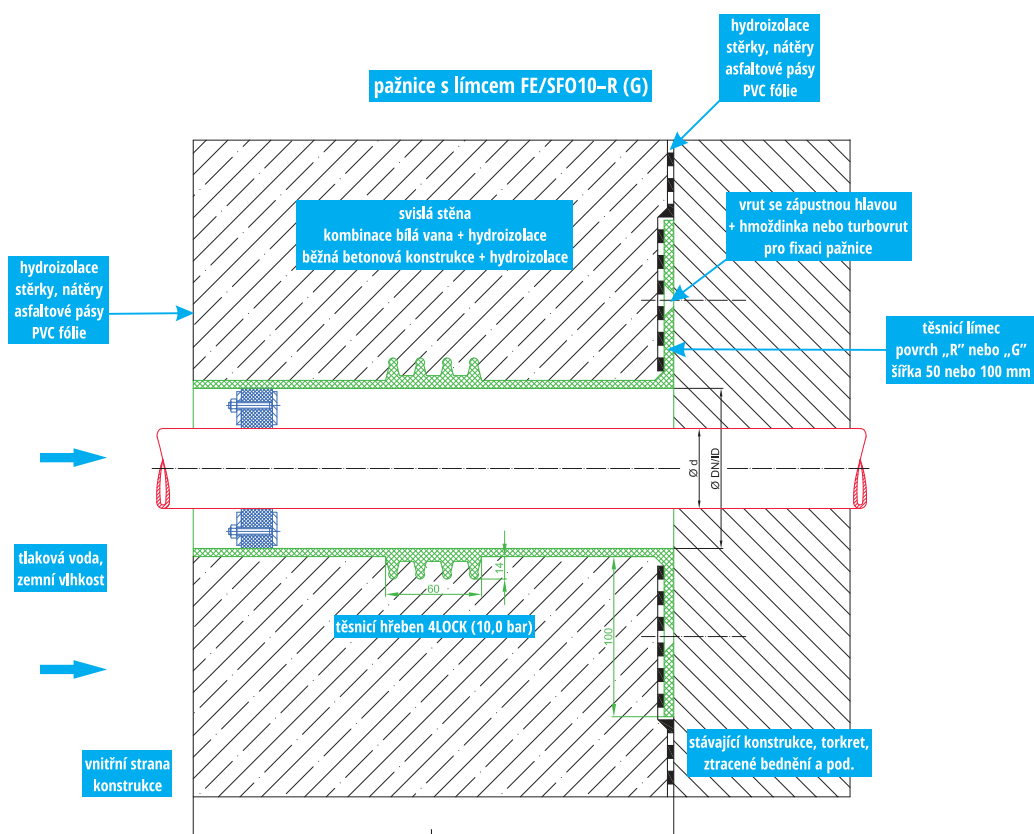 hydroizolace
stěrky, nátěry
asfaltové pásy
PVC fólie
pažnice s límcem FE/SFO10–R (G)
svislá stěna
kombinace bílá vana + hydroizolace
běžná betonová konstrukce + hydroizolace
vrut se zápustnou hlavou
+ hmoždinka nebo turbovrut
pro fixaci pažnice
hydroizolace
stěrky, nátěry
asfaltové pásy
PVC fólie
těsnicí límec
povrch „R” nebo „G”
šířka 50 nebo 100 mm
Ø d
Ø DN/ID
tlaková voda,
zemní vlhkost
14
60
těsnicí hřeben 4LOCK (10,0 bar)
100
vnitřní strana
konstrukce
stávající konstrukce, torkret,
ztracené bednění a pod.